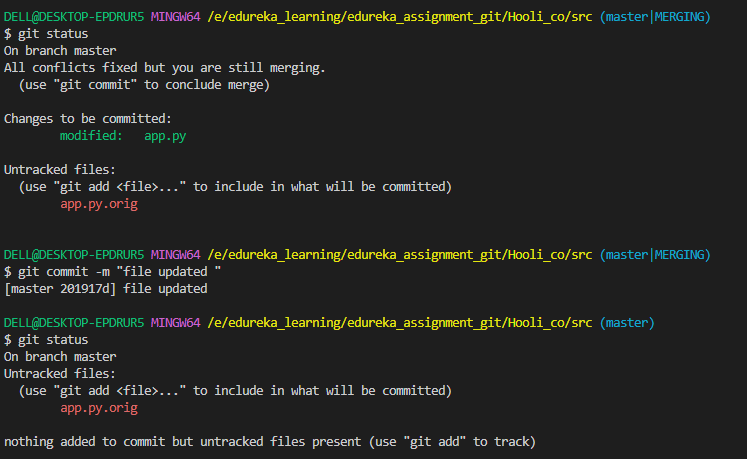 DELL@DESKTOP-EPDRUR5 MINGW64 /e/edureka_learning/edureka_assignment_git/Hooli_co/src (master|MERGING)
$ git status
On branch master
All conflicts fixed but you are still merging.
  (use "git commit" to conclude merge)

Changes to be committed:
        modified:   app.py

Untracked files:
  (use "git add <file>..." to include in what will be committed)
        app.py.orig

DELL@DESKTOP-EPDRUR5 MINGW64 /e/edureka_learning/edureka_assignment_git/Hooli_co/src (master|MERGING)
$ git commit -m "file updated "
[master 201917d] file updated

DELL@DESKTOP-EPDRUR5 MINGW64 /e/edureka_learning/edureka_assignment_git/Hooli_co/src (master)
$ git status
On branch master
Untracked files:
  (use "git add <file>..." to include in what will be committed)
        app.py.orig

nothing added to commit but untracked files present (use "git add" to track)